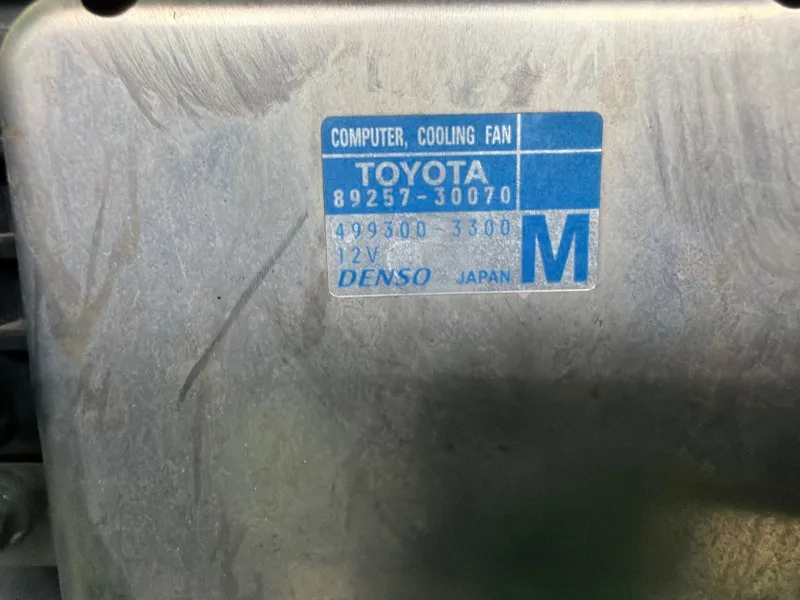 COMPUTER, COOLING FAN
TOYOTA
89257-30070
499300-3300
12V
DENSO JAPAN
M